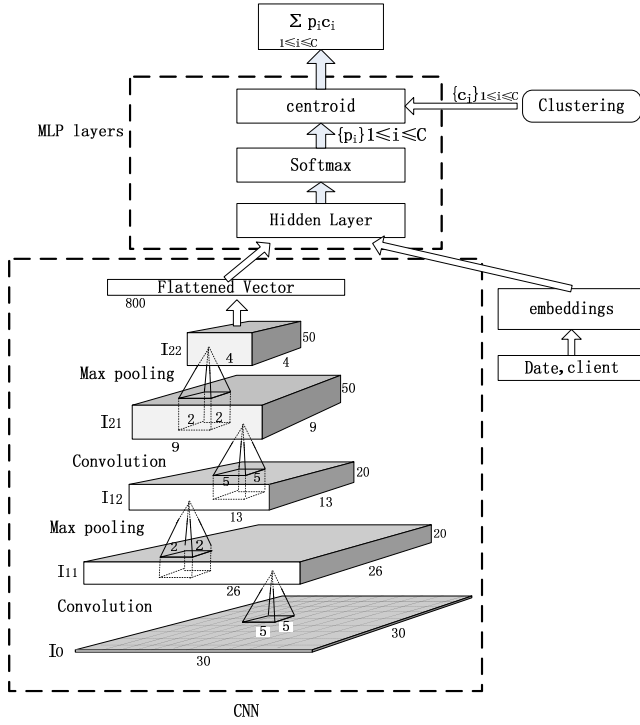 Σ pᵢcᵢ
1≤i≤C
centroid
{cᵢ}1≤i≤C
Clustering
MLP layers
{pᵢ}1≤i≤C
Softmax
Hidden Layer
Flattened Vector
800
embeddings
Date,client
I22
4
4
50
Max pooling
I21
2
2
9
9
50
Convolution
I12
5
5
13
13
20
Max pooling
I11
2
2
26
26
20
Convolution
I0
5
5
30
30
CNN